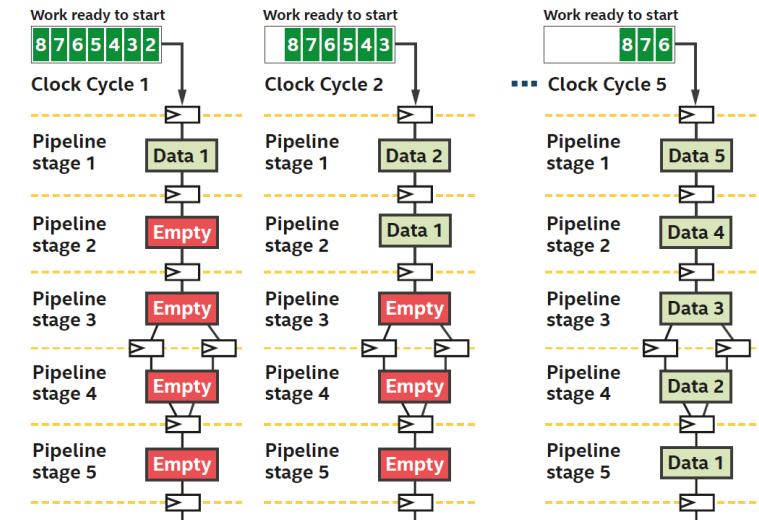 Work ready to start
8 7 6 5 4 3 2
Clock Cycle 1
Pipeline
stage 1
Data 1
Pipeline
stage 2
Empty
Pipeline
stage 3
Empty
Pipeline
stage 4
Empty
Pipeline
stage 5
Empty
Work ready to start
8 7 6 5 4 3
Clock Cycle 2
Pipeline
stage 1
Data 2
Pipeline
stage 2
Data 1
Pipeline
stage 3
Empty
Pipeline
stage 4
Empty
Pipeline
stage 5
Empty
Work ready to start
8 7 6
... Clock Cycle 5
Pipeline
stage 1
Data 5
Pipeline
stage 2
Data 4
Pipeline
stage 3
Data 3
Pipeline
stage 4
Data 2
Pipeline
stage 5
Data 1